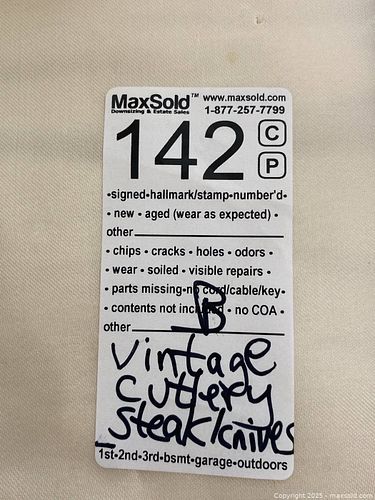 MaxSold™ www.maxsold.com
Downsizing & Estate Sales 1-877-257-7799
142 C
P
•signed•hallmark/stamp•number'd•
• new • aged (wear as expected) •
other
• chips • cracks • holes • odors •
• wear • soiled • visible repairs •
• parts missing•no cord/cable/key•
B
• contents not included • no COA •
other
Vintage
Cutlery
Steak knives
1st•2nd•3rd•bsmt•garage•outdoors
Copyright 2025 - maxsold.com